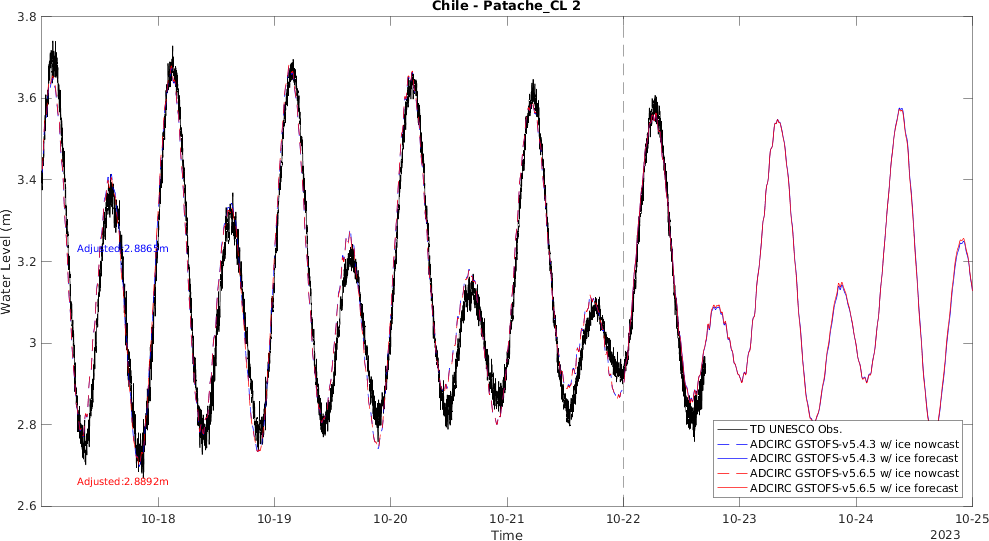 Chile - Patache_CL 2
3.8
3.6
3.4
3.2
3
2.8
2.6
Water Level (m)
Adjusted:2.8865m
Adjusted:2.8892m
TD UNESCO Obs.
ADCIRC GSTOFS-v5.4.3 w/ ice nowcast
ADCIRC GSTOFS-v5.4.3 w/ ice forecast
ADCIRC GSTOFS-v5.6.5 w/ ice nowcast
ADCIRC GSTOFS-v5.6.5 w/ ice forecast
10-18 10-19 10-20 10-21 10-22 10-23 10-24 10-25
Time
2023